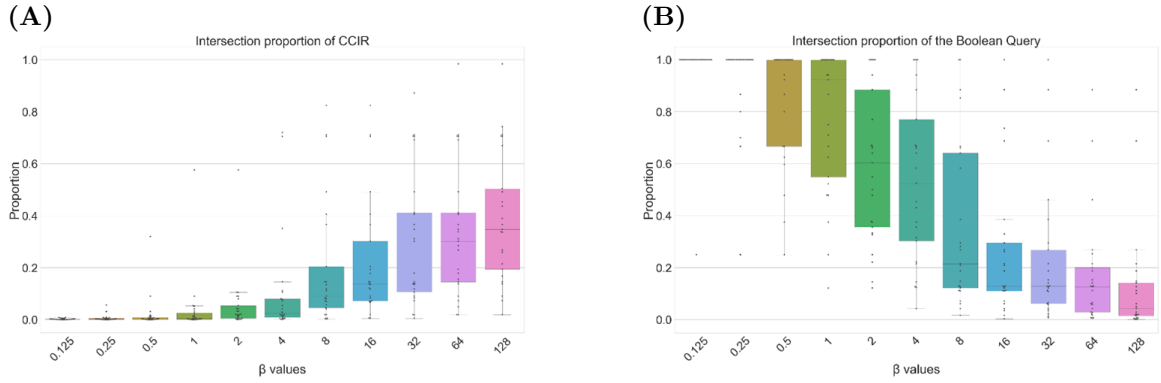 (A)
Intersection proportion of CCIR
Proportion
1.0
0.8
0.6
0.4
0.2
0.0
0.125 0.25 0.5 1 2 4 8 16 32 64 128
β values
(B)
Intersection proportion of the Boolean Query
Proportion
1.0
0.8
0.6
0.4
0.2
0.0
0.125 0.25 0.5 1 2 4 8 16 32 64 128
β values